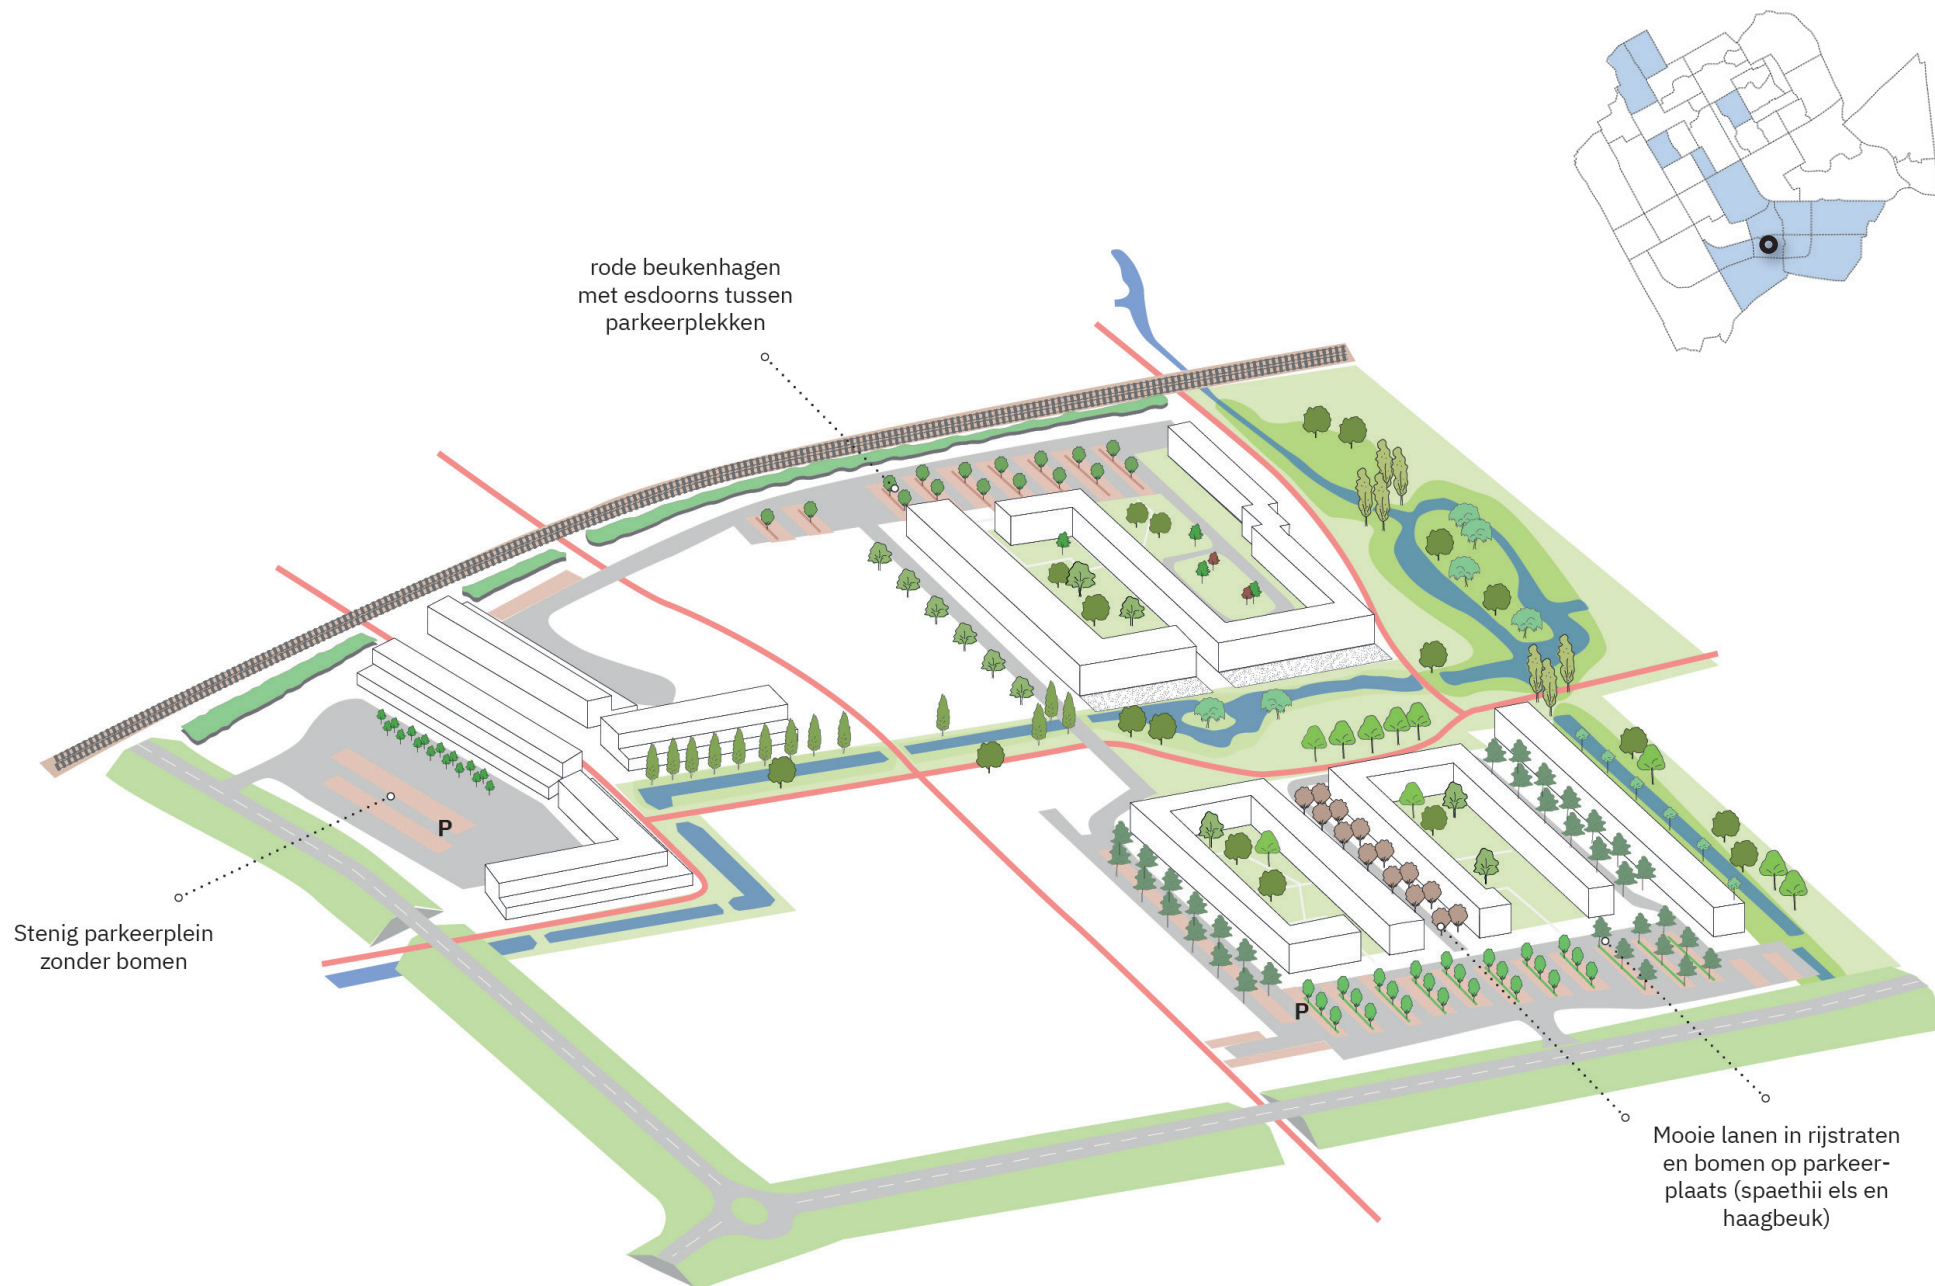 rode beukenhagen
met esdoorns tussen
parkeerplekken
P
Stenig parkeerplein
zonder bomen
P
Mooie lanen in rijstraten
en bomen op parkeer-
plaats (spaethii els en
haagbeuk)